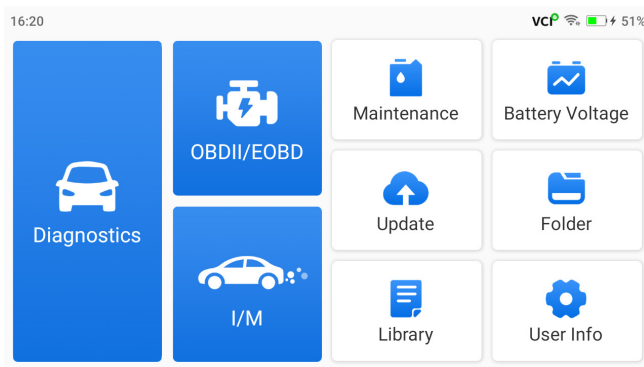 16:20
VCI
51%
Diagnostics
OBDII/EOBD
I/M
Maintenance
Battery Voltage
Update
Folder
Library
User Info